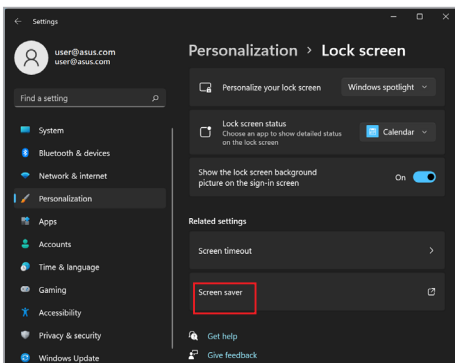 Settings
user@asus.com
user@asus.com
Find a setting
System
Bluetooth & devices
Network & internet
Personalization
Apps
Accounts
Time & language
Gaming
Accessibility
Privacy & security
Windows Update
Personalization > Lock screen
Personalize your lock screen
Windows spotlight
Lock screen status
Choose an app to show detailed status
on the lock screen
Calendar
Show the lock screen background
picture on the sign-in screen
On
Related settings
Screen timeout
Screen saver
Get help
Give feedback